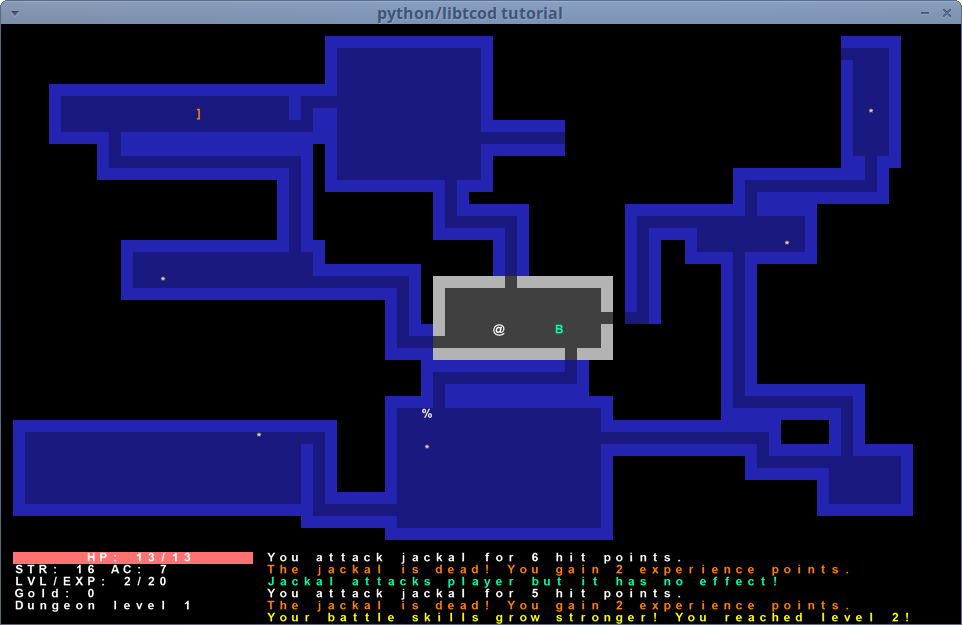 python/libtcod tutorial
]
*
*
*
@ B
%
*
*
HP: 13/13
STR: 16 AC: 7
LVL/EXP: 2/20
Gold: 0
Dungeon level 1
You attack jackal for 6 hit points.
The jackal is dead! You gain 2 experience points.
Jackal attacks player but it has no effect!
You attack jackal for 5 hit points.
The jackal is dead! You gain 2 experience points.
Your battle skills grow stronger! You reached level 2!